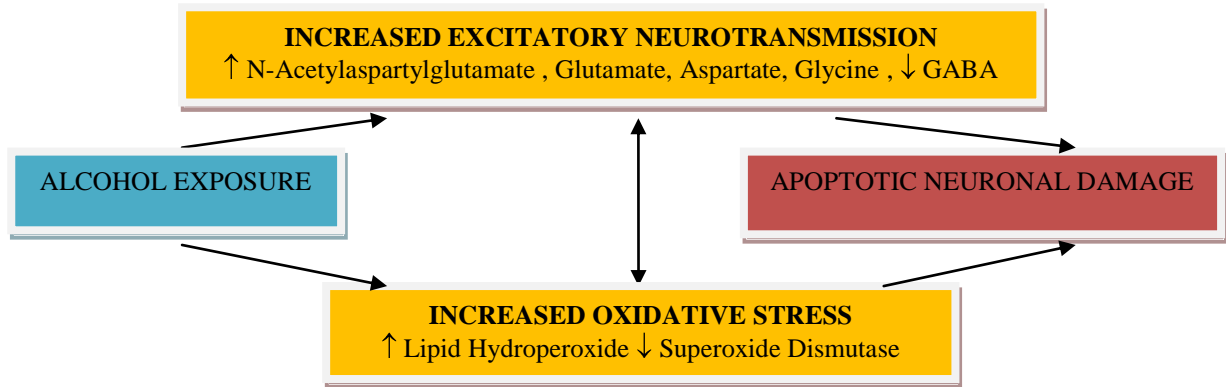 INCREASED EXCITATORY NEUROTRANSMISSION
↑ N-Acetylaspartylglutamate , Glutamate, Aspartate, Glycine , ↓ GABA
ALCOHOL EXPOSURE
APOPTOTIC NEURONAL DAMAGE
INCREASED OXIDATIVE STRESS
↑ Lipid Hydroperoxide ↓ Superoxide Dismutase